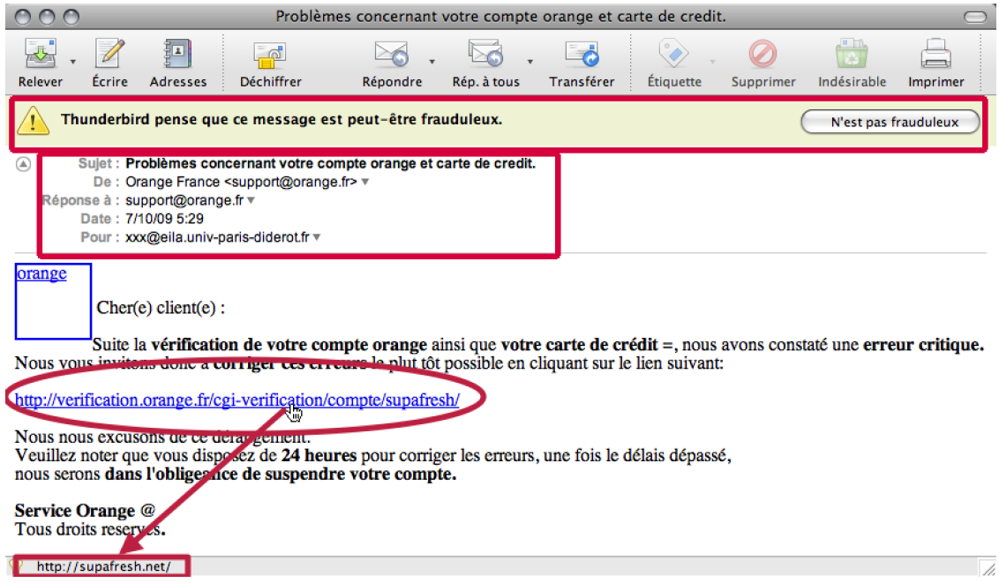 Problèmes concernant votre compte orange et carte de credit.
Relever Écrire Adresses Déchiffrer Répondre Rép. à tous Transférer Étiquette Supprimer Indésirable Imprimer
Thunderbird pense que ce message est peut-être frauduleux. N'est pas frauduleux
Sujet : Problèmes concernant votre compte orange et carte de credit.
De : Orange France <support@orange.fr>
Réponse à : support@orange.fr
Date : 7/10/09 5:29
Pour : xxx@eila.univ-paris-diderot.fr
orange
Cher(e) client(e) :
Suite la vérification de votre compte orange ainsi que votre carte de crédit =, nous avons constaté une erreur critique.
Nous vous invitons donc a corriger ces erreurs le plut tôt possible en cliquant sur le lien suivant:
http://verification.orange.fr/cgi-verification/compte/supafresh/
Nous nous excusons de ce dérangement.
Veuillez noter que vous disposez de 24 heures pour corriger les erreurs, une fois le délais dépassé,
nous serons dans l'obligeance de suspendre votre compte.
Service Orange @
Tous droits reserves.
http://supafresh.net/